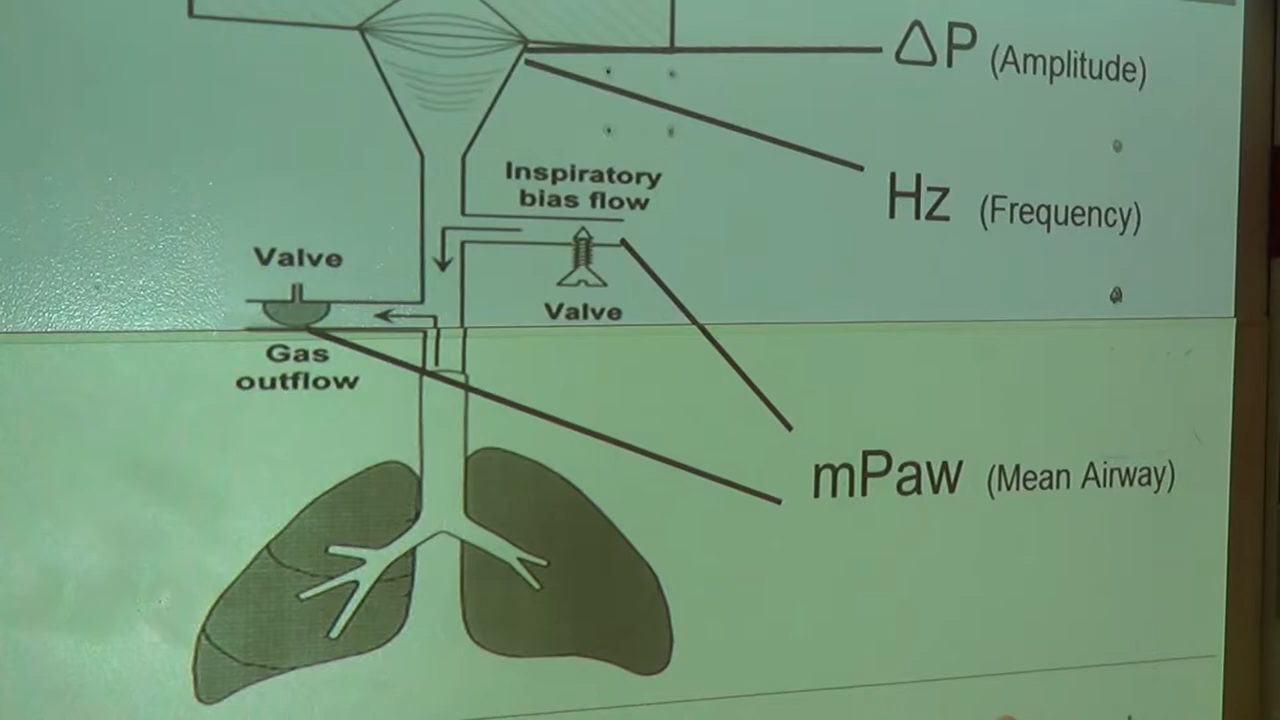 ΔP (Amplitude)
Hz (Frequency)
Inspiratory
bias flow
Valve
Valve
Gas
outflow
mPaw (Mean Airway)